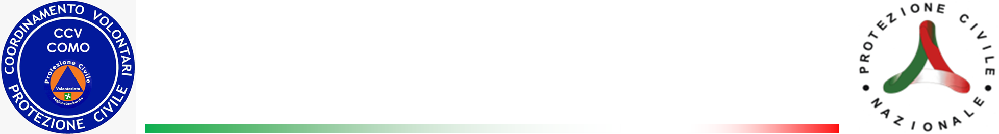 COORDINAMENTO VOLONTARI
PROTEZIONE CIVILE
CCV
COMO
Protezione Civile
Volontariato
RegioneLombardia
PROTEZIONE CIVILE
NAZIONALE